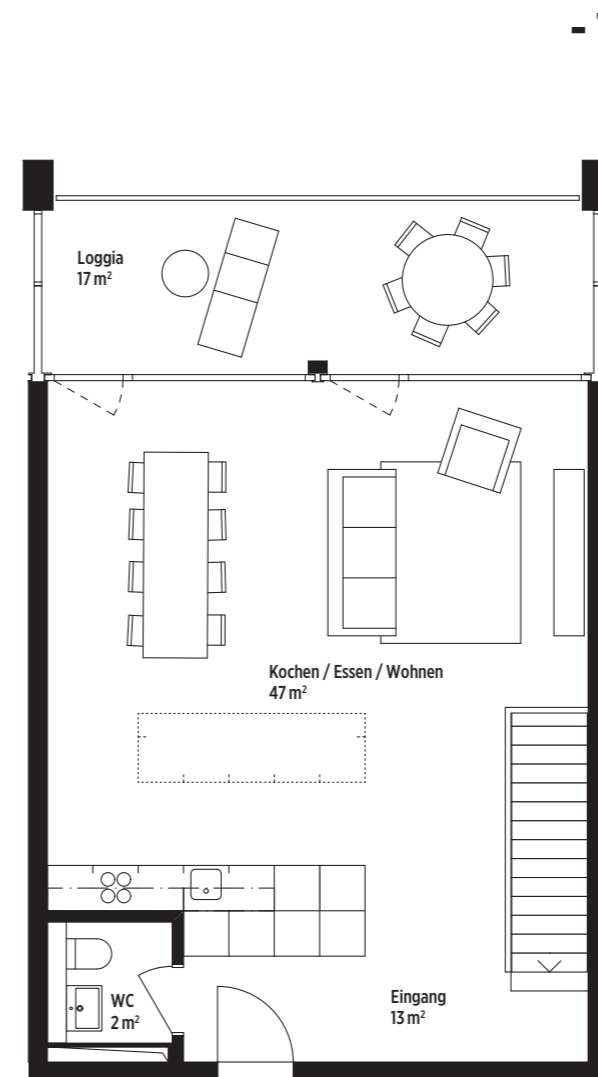 Loggia
17 m²
Kochen / Essen / Wohnen
47 m²
WC
2 m²
Eingang
13 m²